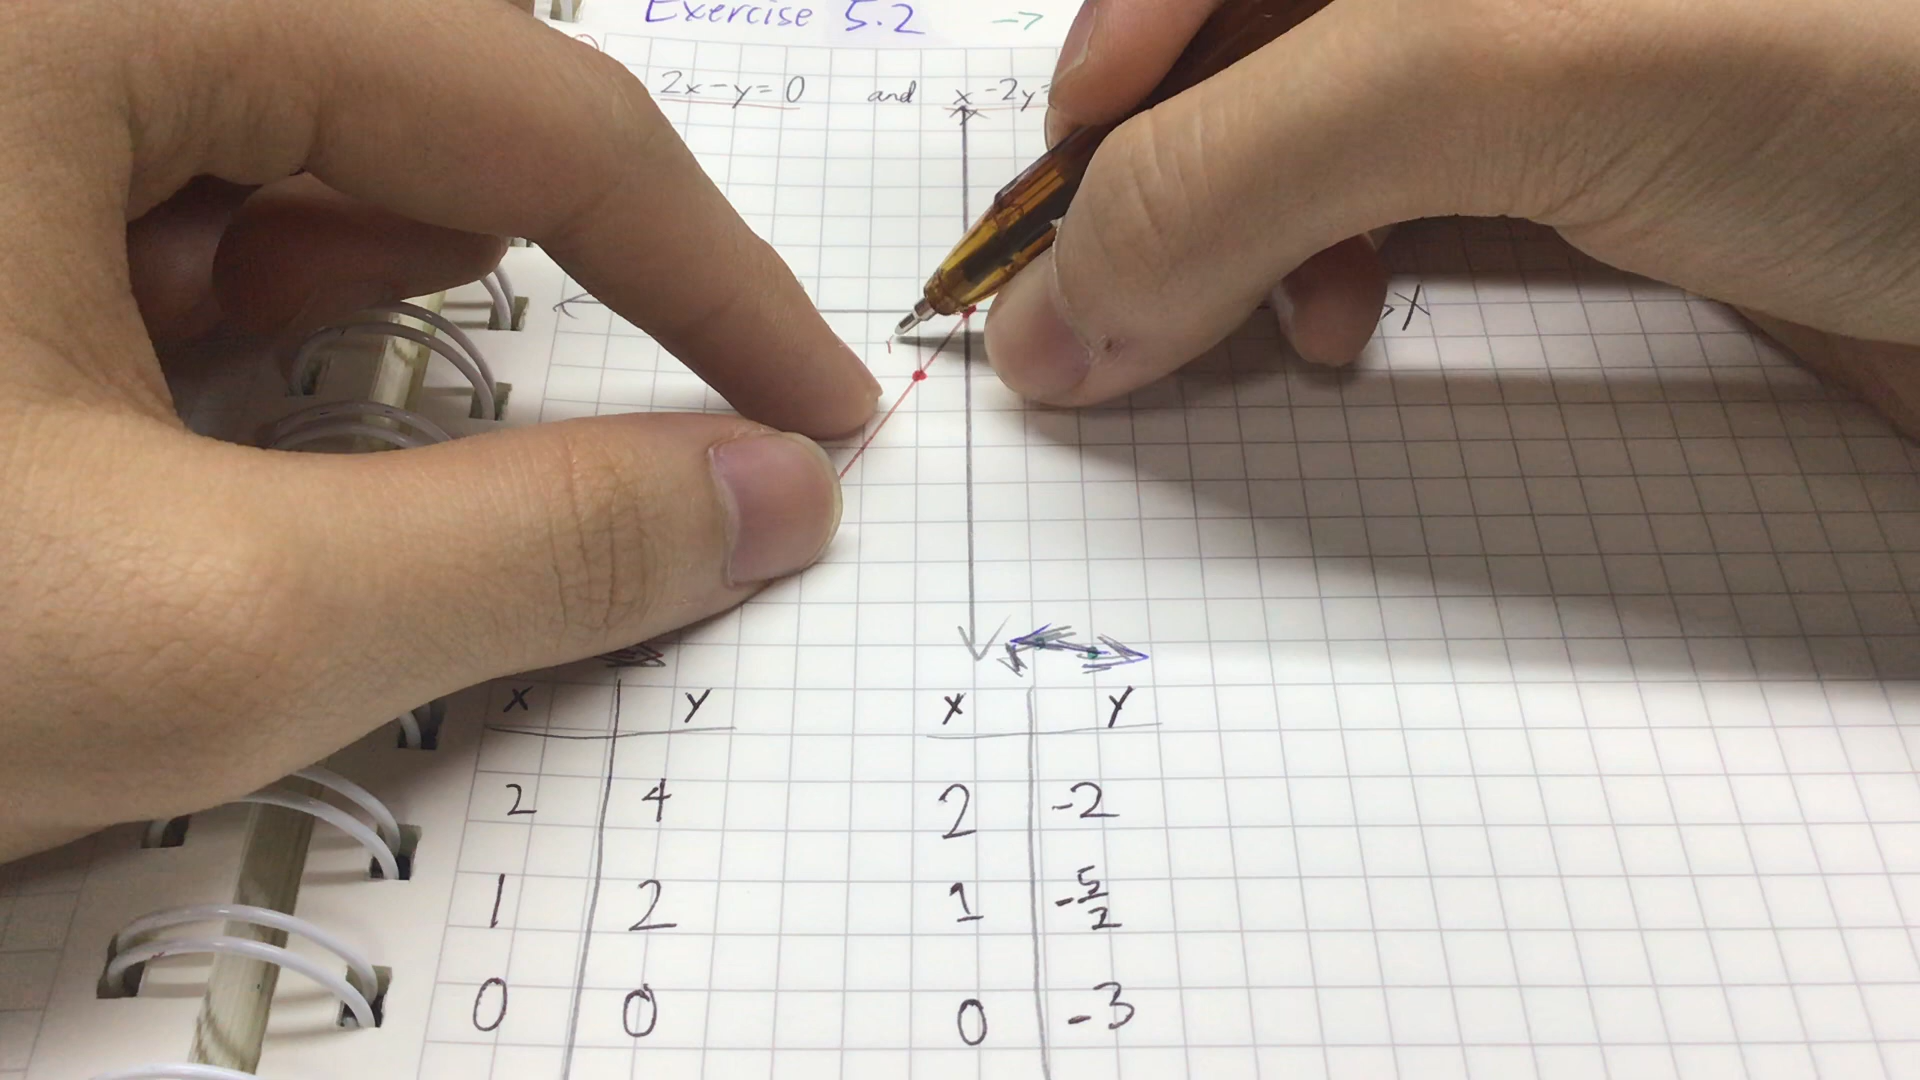 Exercise 5.2 →
2x-y=0 and x-2y=
X
x y x y
2 4 2 -2
1 2 1 -5/2
0 0 0 -3